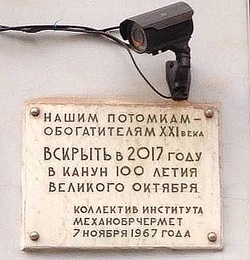 НАШИМ ПОТОМКАМ-
ОБОГАТИТЕЛЯМ XXI ВЕКА
ВСКРЫТЬ В 2017 ГОДУ
В КАНУН 100 ЛЕТИЯ
ВЕЛИКОГО ОКТЯБРЯ
КОЛЛЕКТИВ ИНСТИТУТА
МЕХАНОБРЧЕРМЕТ
7 НОЯБРЯ 1967 ГОДА